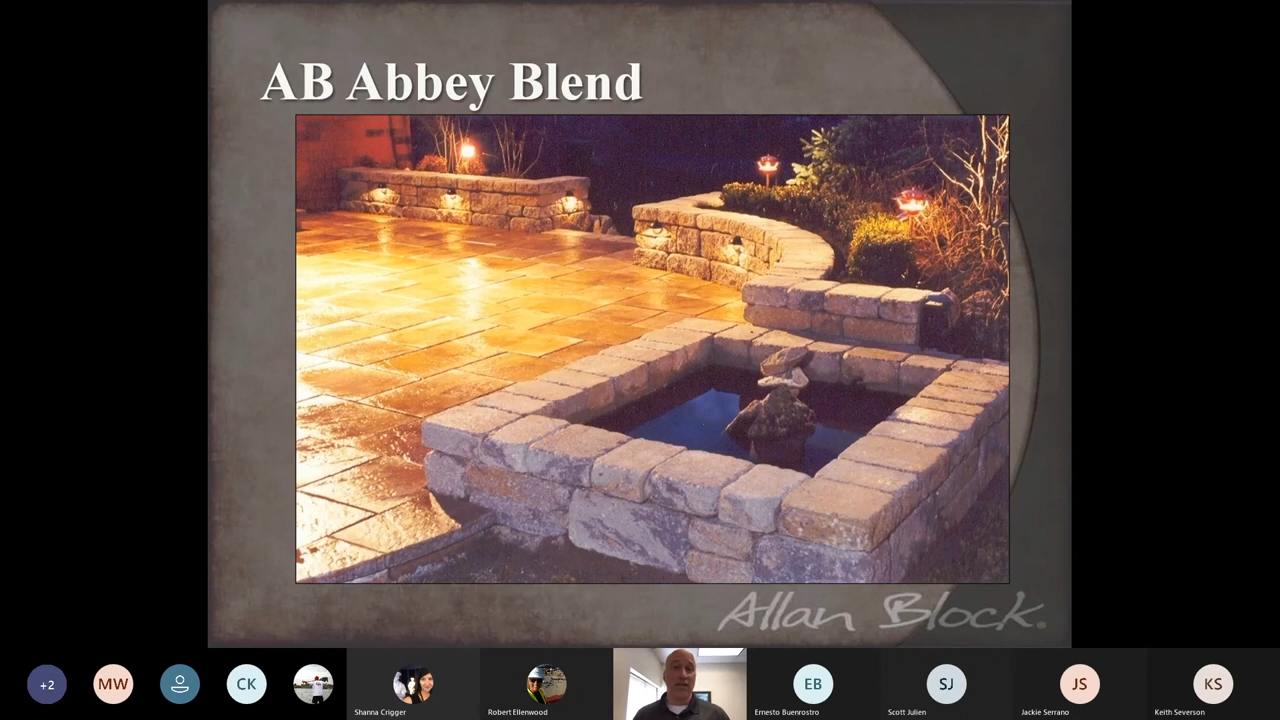 AB Abbey Blend
Allan Block.
+2
MW
CK
EB
SJ
JS
KS
Shanna Crigger
Robert Ellenwood
Ernesto Buenrostro
Scott Julien
Jackie Serrano
Keith Severson